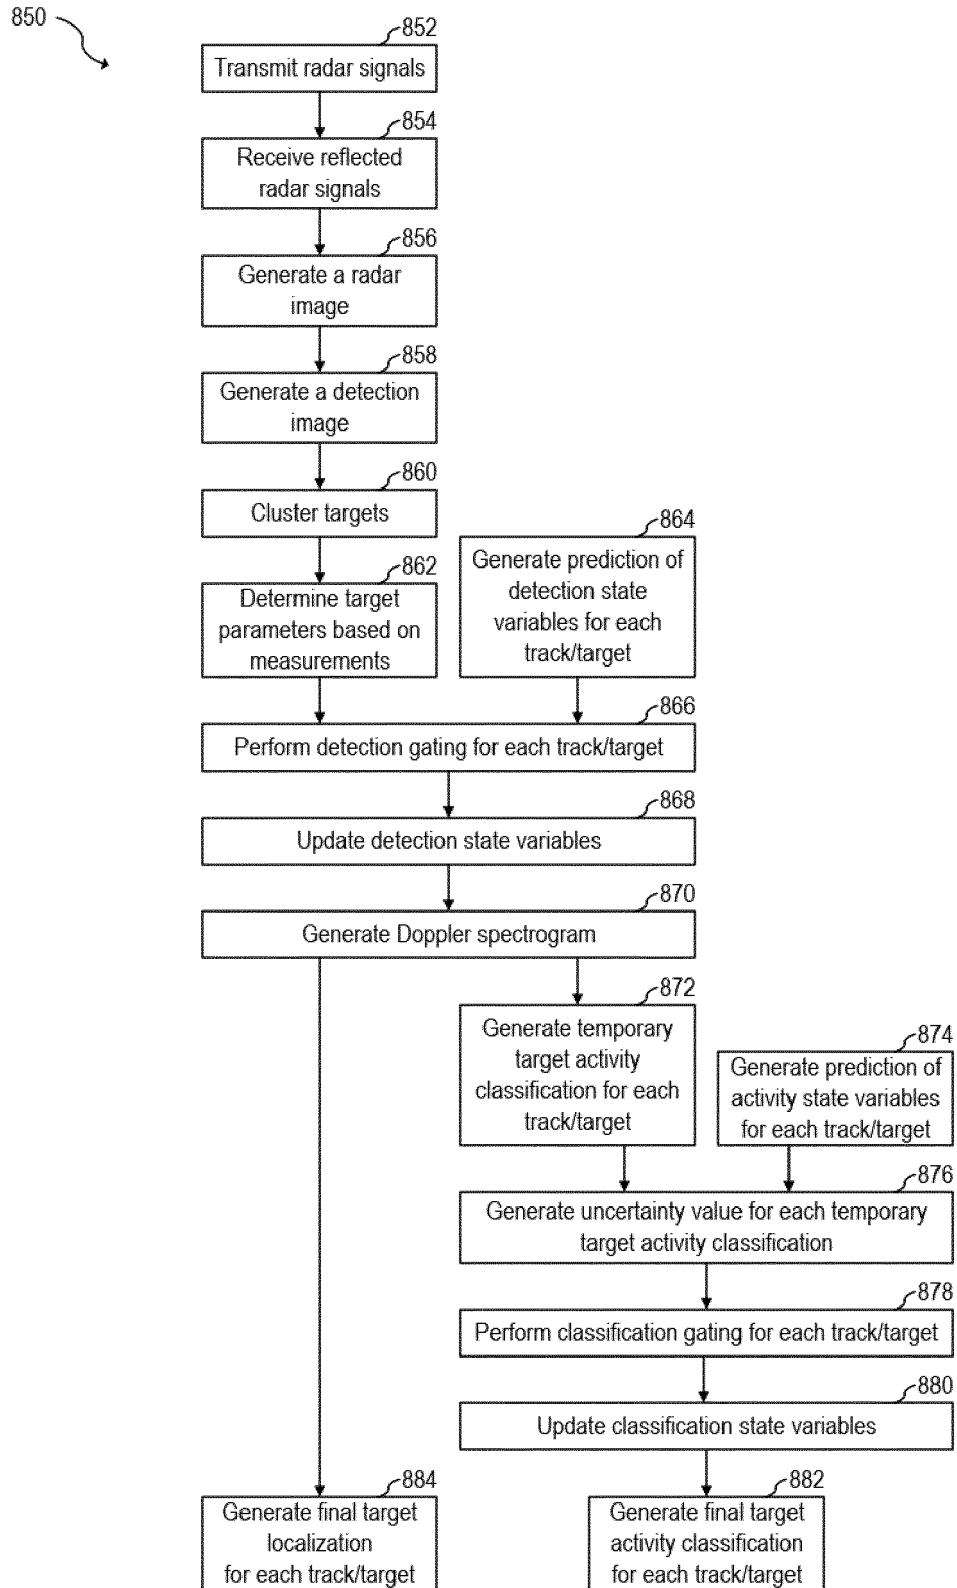 850
852
Transmit radar signals
854
Receive reflected
radar signals
856
Generate a radar
image
858
Generate a detection
image
860
Cluster targets
862
Determine target
parameters based on
measurements
864
Generate prediction of
detection state
variables for each
track/target
866
Perform detection gating for each track/target
868
Update detection state variables
870
Generate Doppler spectrogram
872
Generate temporary
target activity
classification for each
track/target
874
Generate prediction of
activity state variables
for each track/target
876
Generate uncertainty value for each temporary
target activity classification
878
Perform classification gating for each track/target
880
Update classification state variables
884
Generate final target
localization
for each track/target
882
Generate final target
activity classification
for each track/target